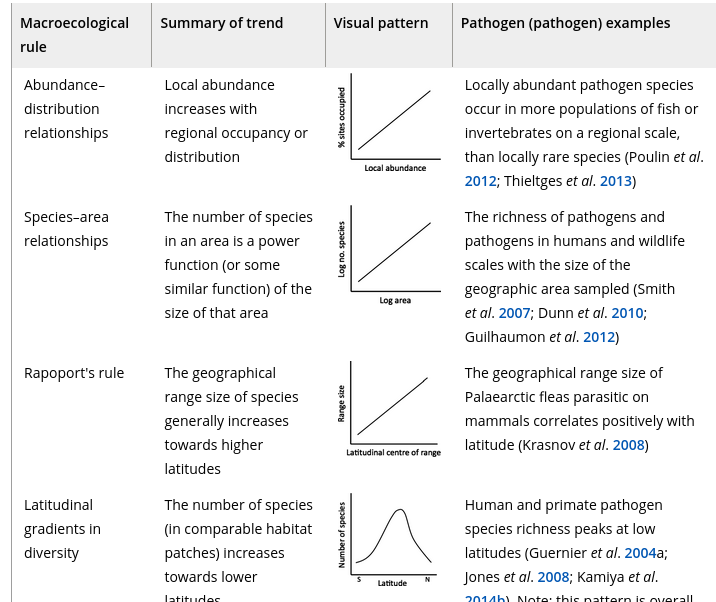 Macroecological
rule
Summary of trend
Visual pattern
Pathogen (pathogen) examples
Abundance–
distribution
relationships
Local abundance
increases with
regional occupancy or
distribution
% sites occupied
Local abundance
Locally abundant pathogen species
occur in more populations of fish or
invertebrates on a regional scale,
than locally rare species (Poulin et al.
2012; Thieltges et al. 2013)
Species–area
relationships
The number of species
in an area is a power
function (or some
similar function) of the
size of that area
Log no. species
Log area
The richness of pathogens and
pathogens in humans and wildlife
scales with the size of the
geographic area sampled (Smith
et al. 2007; Dunn et al. 2010;
Guilhaumon et al. 2012)
Rapoport's rule
The geographical
range size of species
generally increases
towards higher
latitudes
Range size
Latitudinal centre of range
The geographical range size of
Palaearctic fleas parasitic on
mammals correlates positively with
latitude (Krasnov et al. 2008)
Latitudinal
gradients in
diversity
The number of species
(in comparable habitat
patches) increases
towards lower
latitudes
Number of species
S
Latitude
N
Human and primate pathogen
species richness peaks at low
latitudes (Guernier et al. 2004a;
Jones et al. 2008; Kamiya et al.
2014b). Note: this pattern is overall